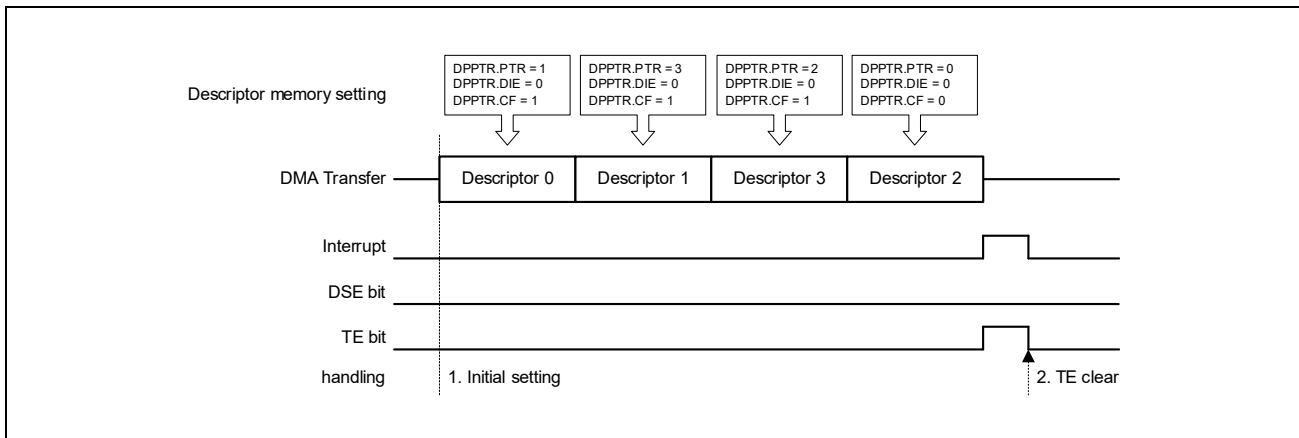 Descriptor memory setting
DPPTR.PTR = 1
DPPTR.DIE = 0
DPPTR.CF = 1
DPPTR.PTR = 3
DPPTR.DIE = 0
DPPTR.CF = 1
DPPTR.PTR = 2
DPPTR.DIE = 0
DPPTR.CF = 1
DPPTR.PTR = 0
DPPTR.DIE = 0
DPPTR.CF = 0
DMA Transfer
Descriptor 0
Descriptor 1
Descriptor 3
Descriptor 2
Interrupt
DSE bit
TE bit
handling
1. Initial setting
2. TE clear